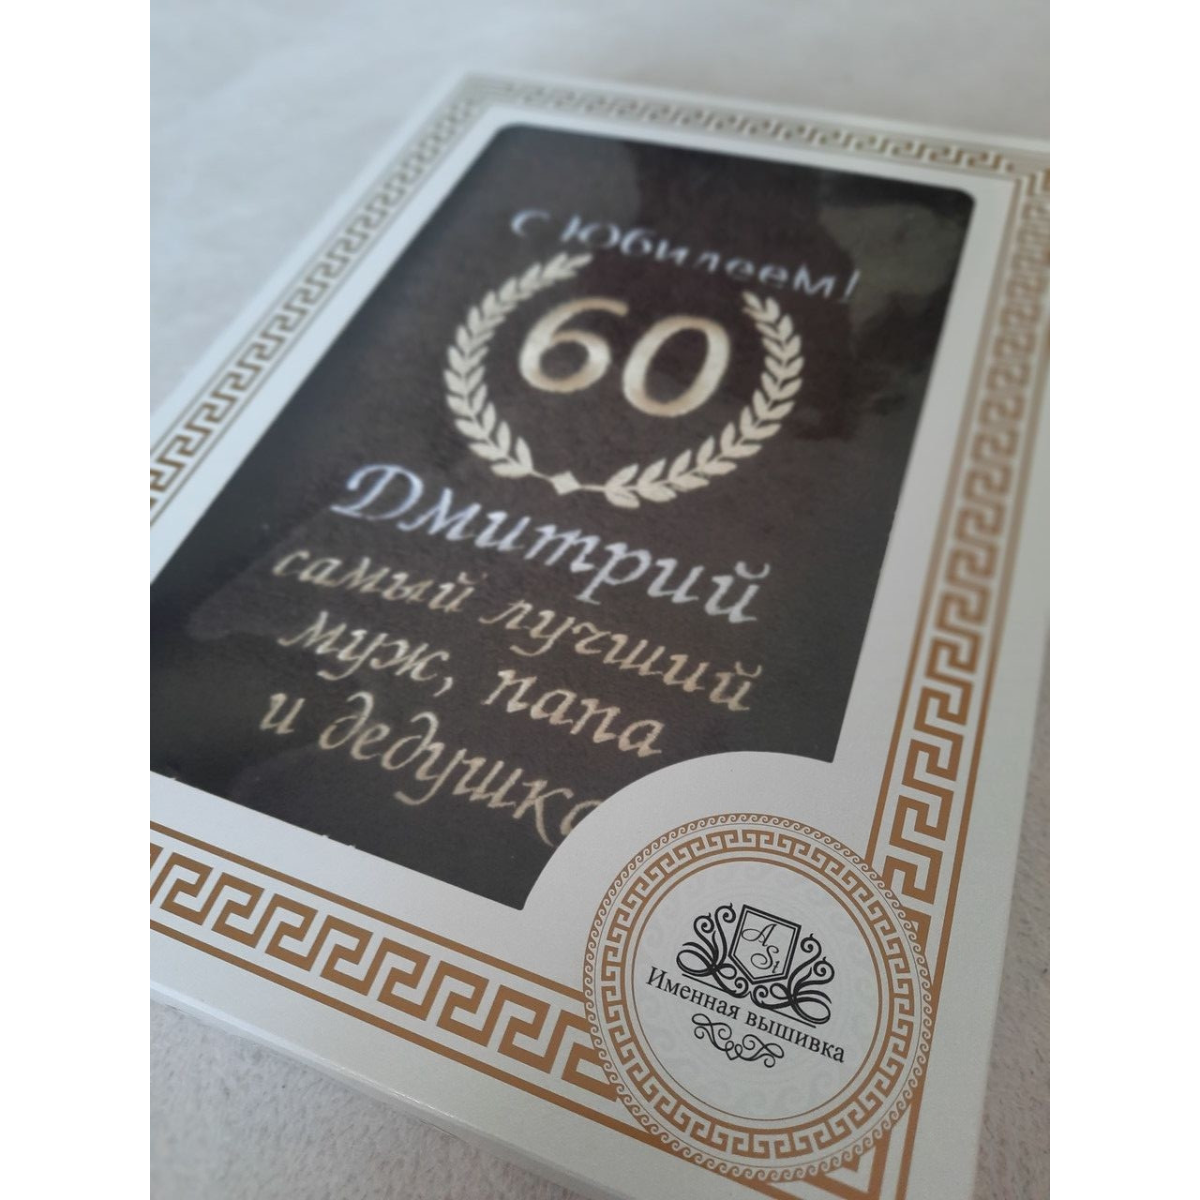 С Юбилеем!
60
Дмитрий
самый лучший
муж, папа
и дедушка
Именная вышивка